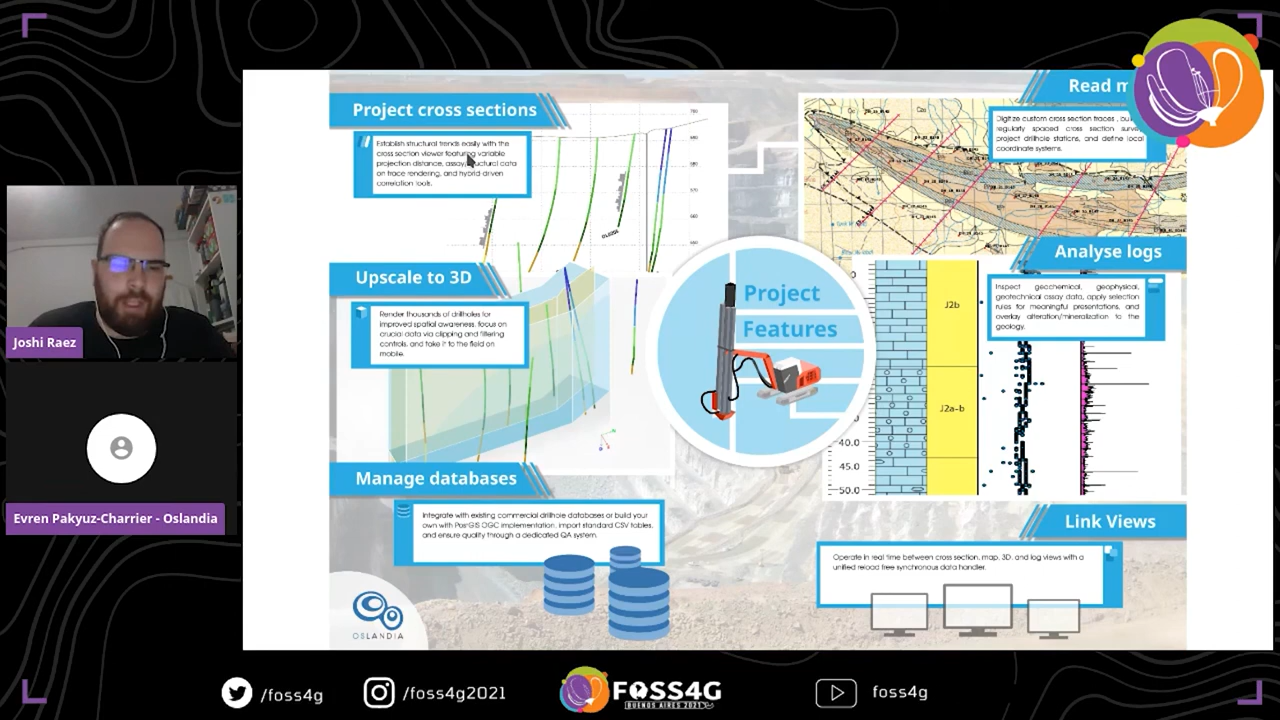 Project cross sections
Establish structural trends easily with the
cross section viewer featuring variable
projection distance, assay/structural data
on trace rendering, and hybrid driven
correlation tools.
Read m
Digitize custom cross section traces , bu
regularly spaced cross section surve
project drillhole stations, and define local
coordinate systems.
Upscale to 3D
Render thousands of drillholes for
improved spatial awareness, focus on
crucial data via clipping and filtering
controls, and take it to the field on
mobile.
Project
Features
Analyse logs
Inspect geochemical, geophysical,
geotechnical assay data, apply selection
rules for meaningful presentations, and
overlay alteration/mineralization to the
geology.
J2b
J2a-b
-40.0
45.0
-50.0
Manage databases
Integrate with existing commercial drillhole databases or build your
own with PostGIS OGC implementation, import standard CSV tables,
and ensure quality through a dedicated QA system.
Link Views
Operate in real time between cross section, map, 3D, and log views with a
unified reload free synchronous data handler.
OSLANDIA
Joshi Raez
Evren Pakyuz-Charrier - Oslandia
/foss4g
/foss4g2021
FOSS4G
BUENOS AIRES 2021
foss4g